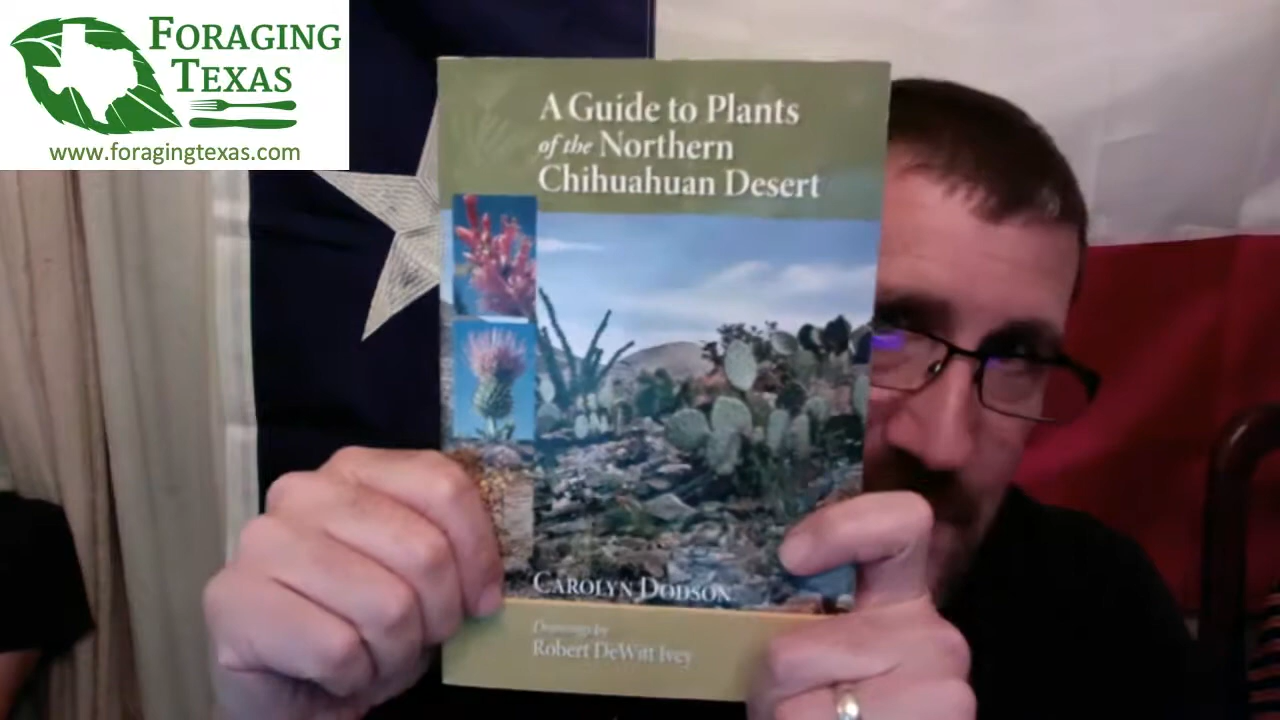 FORAGING
TEXAS
www.foragingtexas.com
A Guide to Plants
of the Northern
Chihuahuan Desert
CAROLYN DODSON
Drawings by
Robert DeWitt Ivey